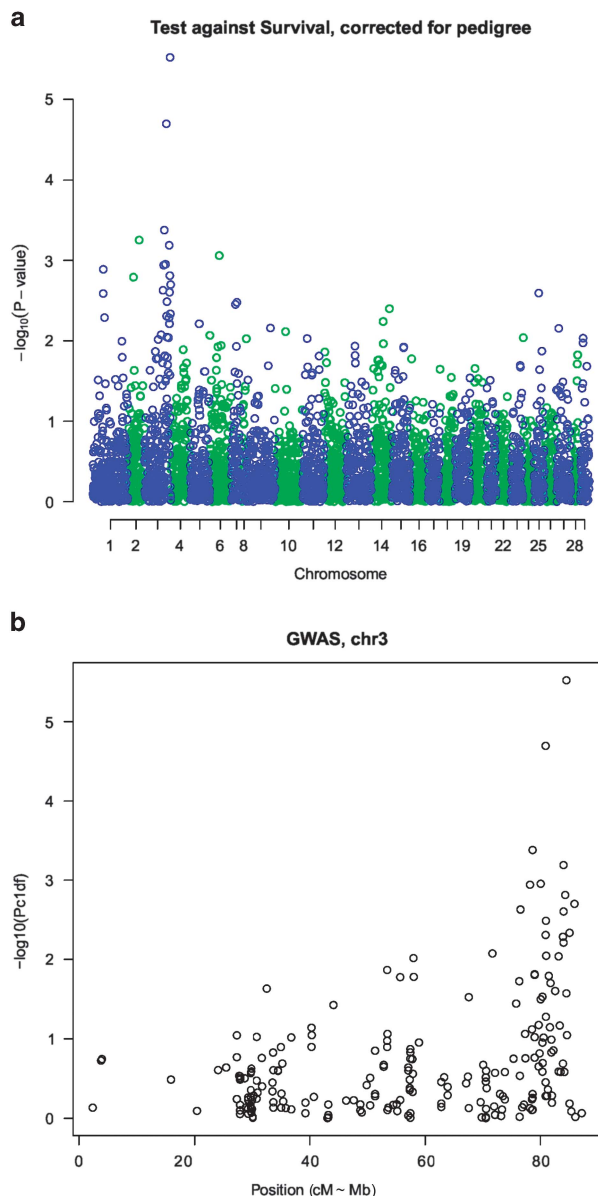 a
Test against Survival, corrected for pedigree
5
4
3
2
1
0
−log10(P − value)
1 2 4 6 8 10 12 14 16 19 22 25 28
Chromosome
b
GWAS, chr3
5
4
3
2
1
0
−log10(Pc1df)
0 20 40 60 80
Position (cM ~ Mb)